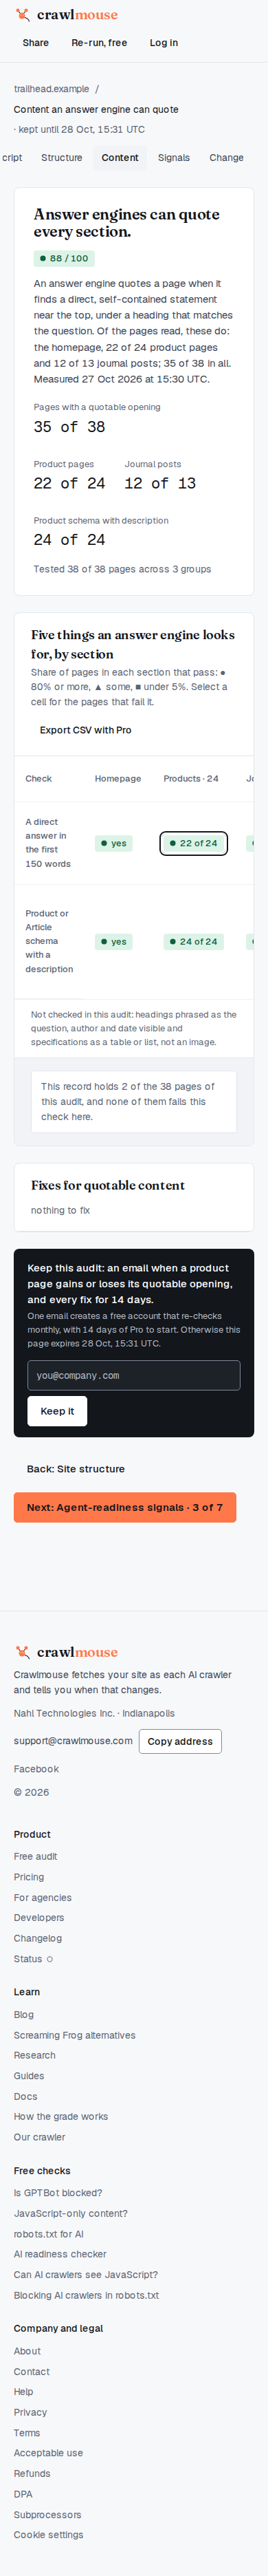 crawlmouse
Share Re-run, free Log in
trailhead.example /
Content an answer engine can quote
· kept until 28 Oct, 15:31 UTC
cript Structure Content Signals Change
Answer engines can quote
every section.
88 / 100
An answer engine quotes a page when it
finds a direct, self-contained statement
near the top, under a heading that matches
the question. Of the pages read, these do:
the homepage, 22 of 24 product pages
and 12 of 13 journal posts; 35 of 38 in all.
Measured 27 Oct 2026 at 15:30 UTC.
Pages with a quotable opening
35 of 38
Product pages Journal posts
22 of 24 12 of 13
Product schema with description
24 of 24
Tested 38 of 38 pages across 3 groups
Five things an answer engine looks
for, by section
Share of pages in each section that pass: ●
80% or more, ▲ some, ■ under 5%. Select a
cell for the pages that fail it.
Export CSV with Pro
Check Homepage Products · 24 Jo
A direct
answer in
the first
150 words
yes 22 of 24
Product or
Article
schema
with a
description
yes 24 of 24
Not checked in this audit: headings phrased as the
question, author and date visible and
specifications as a table or list, not an image.
This record holds 2 of the 38 pages of
this audit, and none of them fails this
check here.
Fixes for quotable content
nothing to fix
Keep this audit: an email when a product
page gains or loses its quotable opening,
and every fix for 14 days.
One email creates a free account that re-checks
monthly, with 14 days of Pro to start. Otherwise this
page expires 28 Oct, 15:31 UTC.
you@company.com
Keep it
Back: Site structure
Next: Agent-readiness signals · 3 of 7
crawlmouse
Crawlmouse fetches your site as each AI crawler
and tells you when that changes.
Nahl Technologies Inc. · Indianapolis
support@crawlmouse.com Copy address
Facebook
© 2026
Product
Free audit
Pricing
For agencies
Developers
Changelog
Status
Learn
Blog
Screaming Frog alternatives
Research
Guides
Docs
How the grade works
Our crawler
Free checks
Is GPTBot blocked?
JavaScript-only content?
robots.txt for AI
AI readiness checker
Can AI crawlers see JavaScript?
Blocking AI crawlers in robots.txt
Company and legal
About
Contact
Help
Privacy
Terms
Acceptable use
Refunds
DPA
Subprocessors
Cookie settings